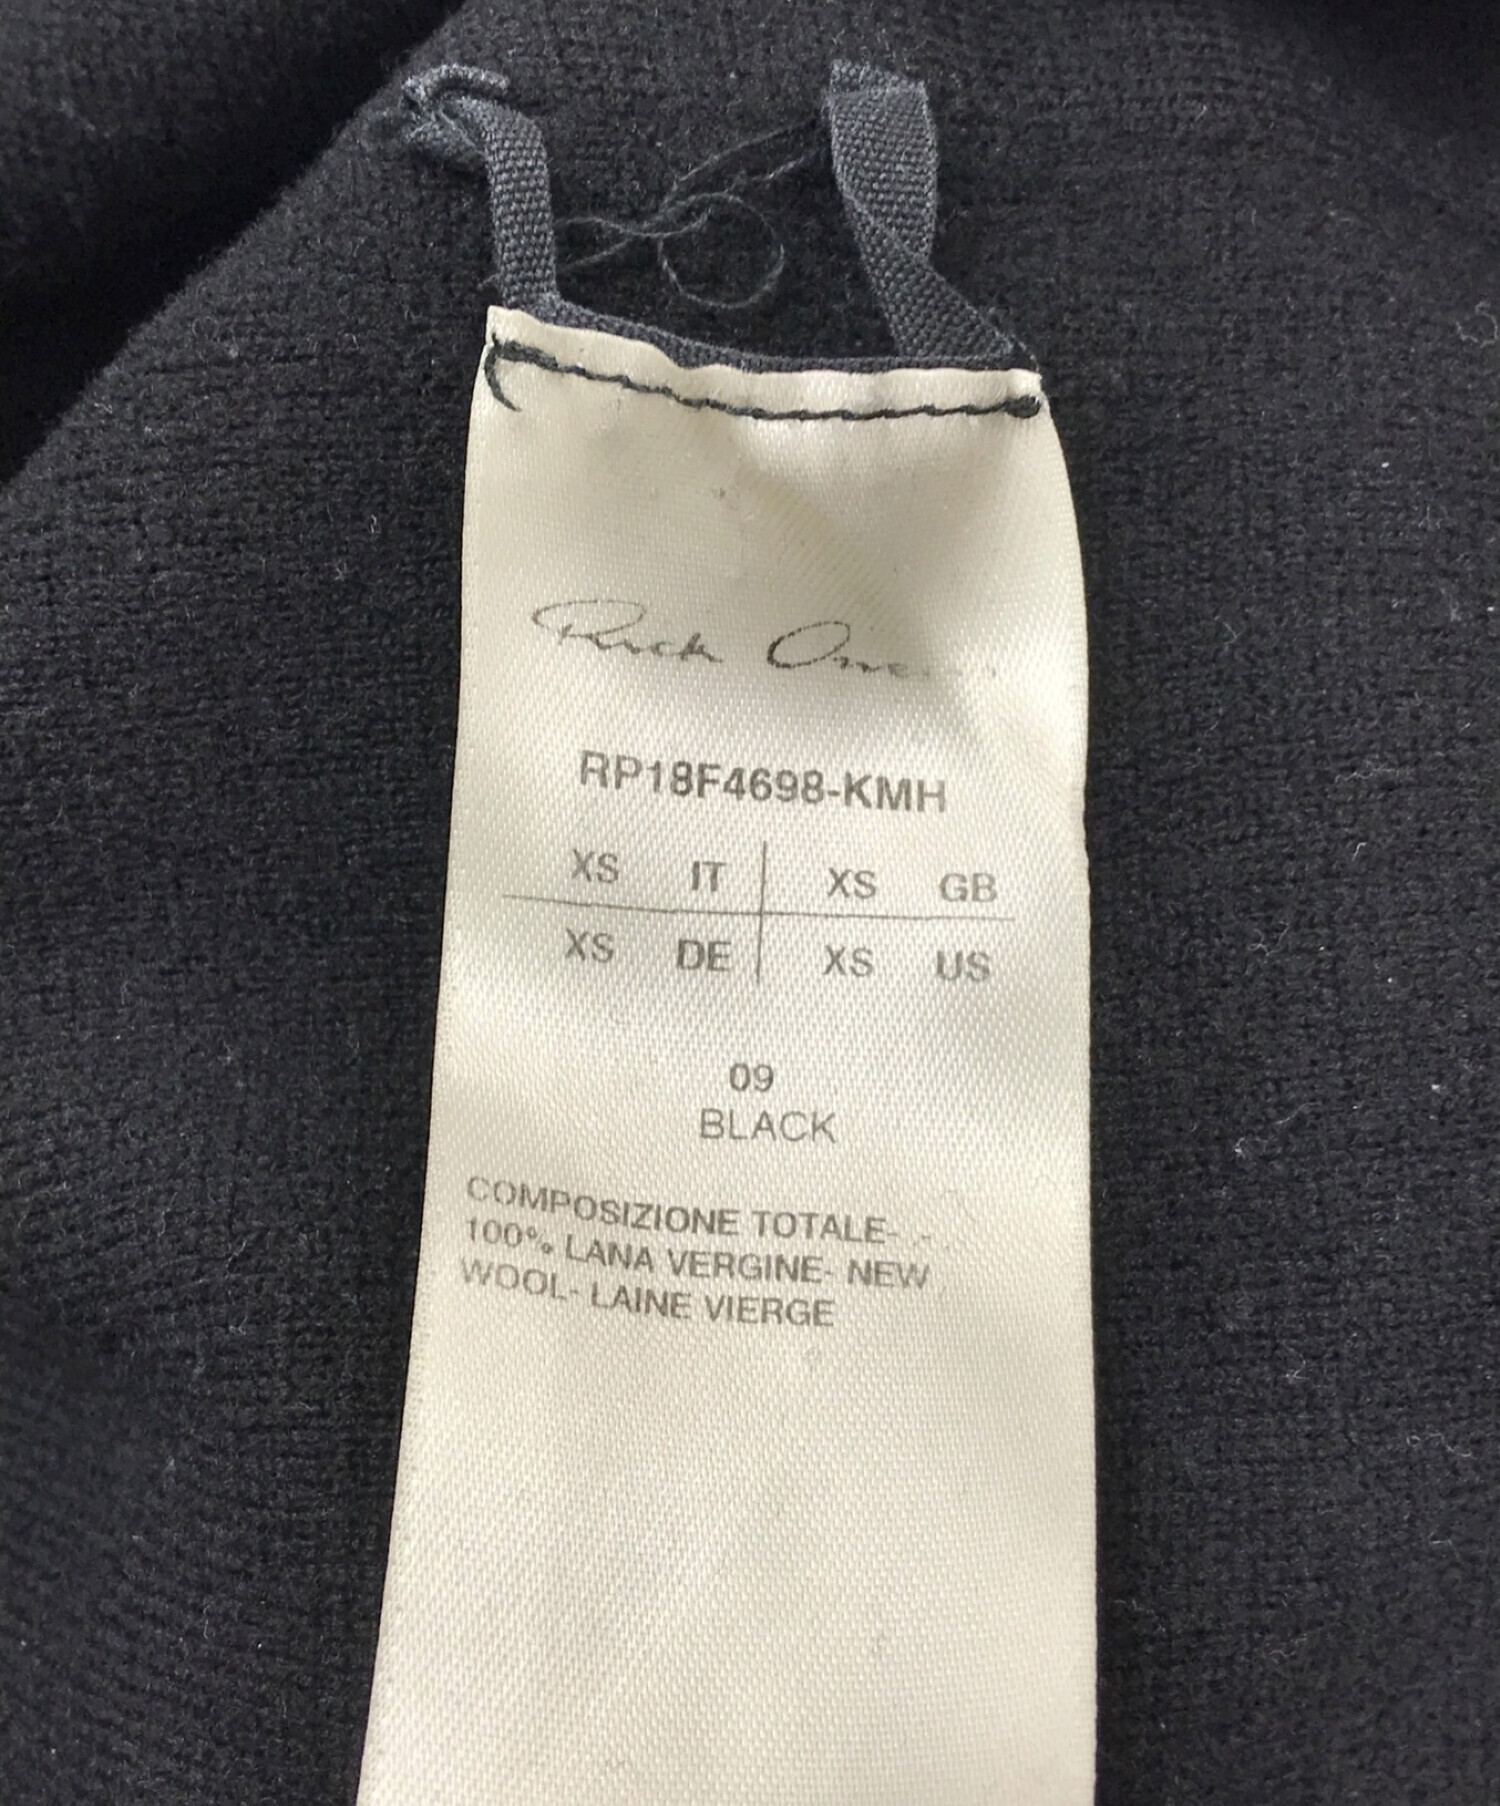 Rick Owens
RP18F4698-KMH
XS IT XS GB
XS DE XS US
09
BLACK
COMPOSIZIONE TOTALE-
100% LANA VERGINE- NEW
WOOL- LAINE VIERGE